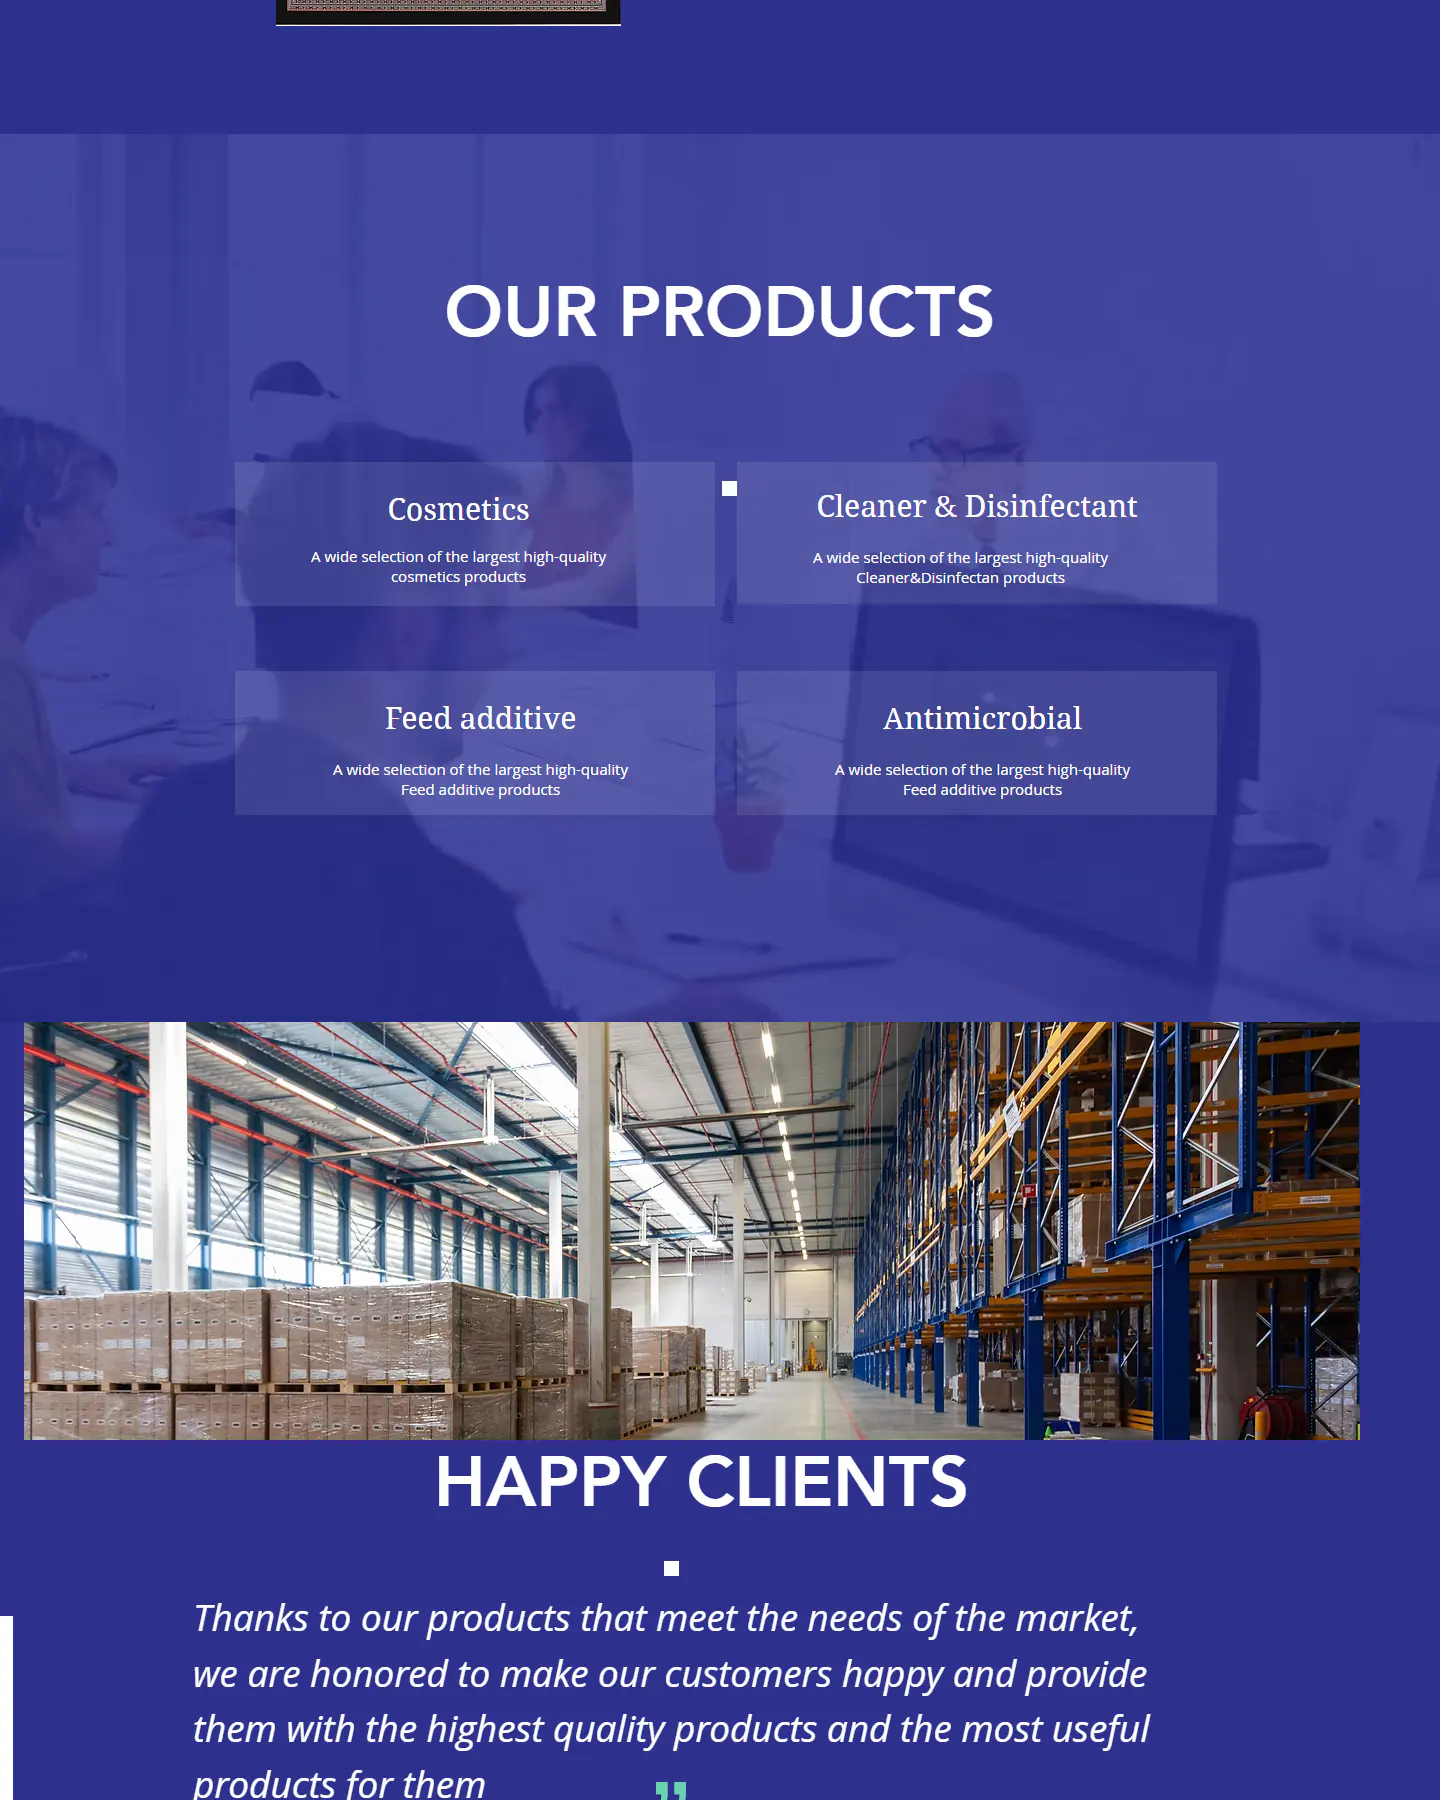 OUR PRODUCTS
Cosmetics
A wide selection of the largest high-quality
cosmetics products
Cleaner & Disinfectant
A wide selection of the largest high-quality
Cleaner&Disinfectan products
Feed additive
A wide selection of the largest high-quality
Feed additive products
Antimicrobial
A wide selection of the largest high-quality
Feed additive products
HAPPY CLIENTS
Thanks to our products that meet the needs of the market,
we are honored to make our customers happy and provide
them with the highest quality products and the most useful
products for them
”